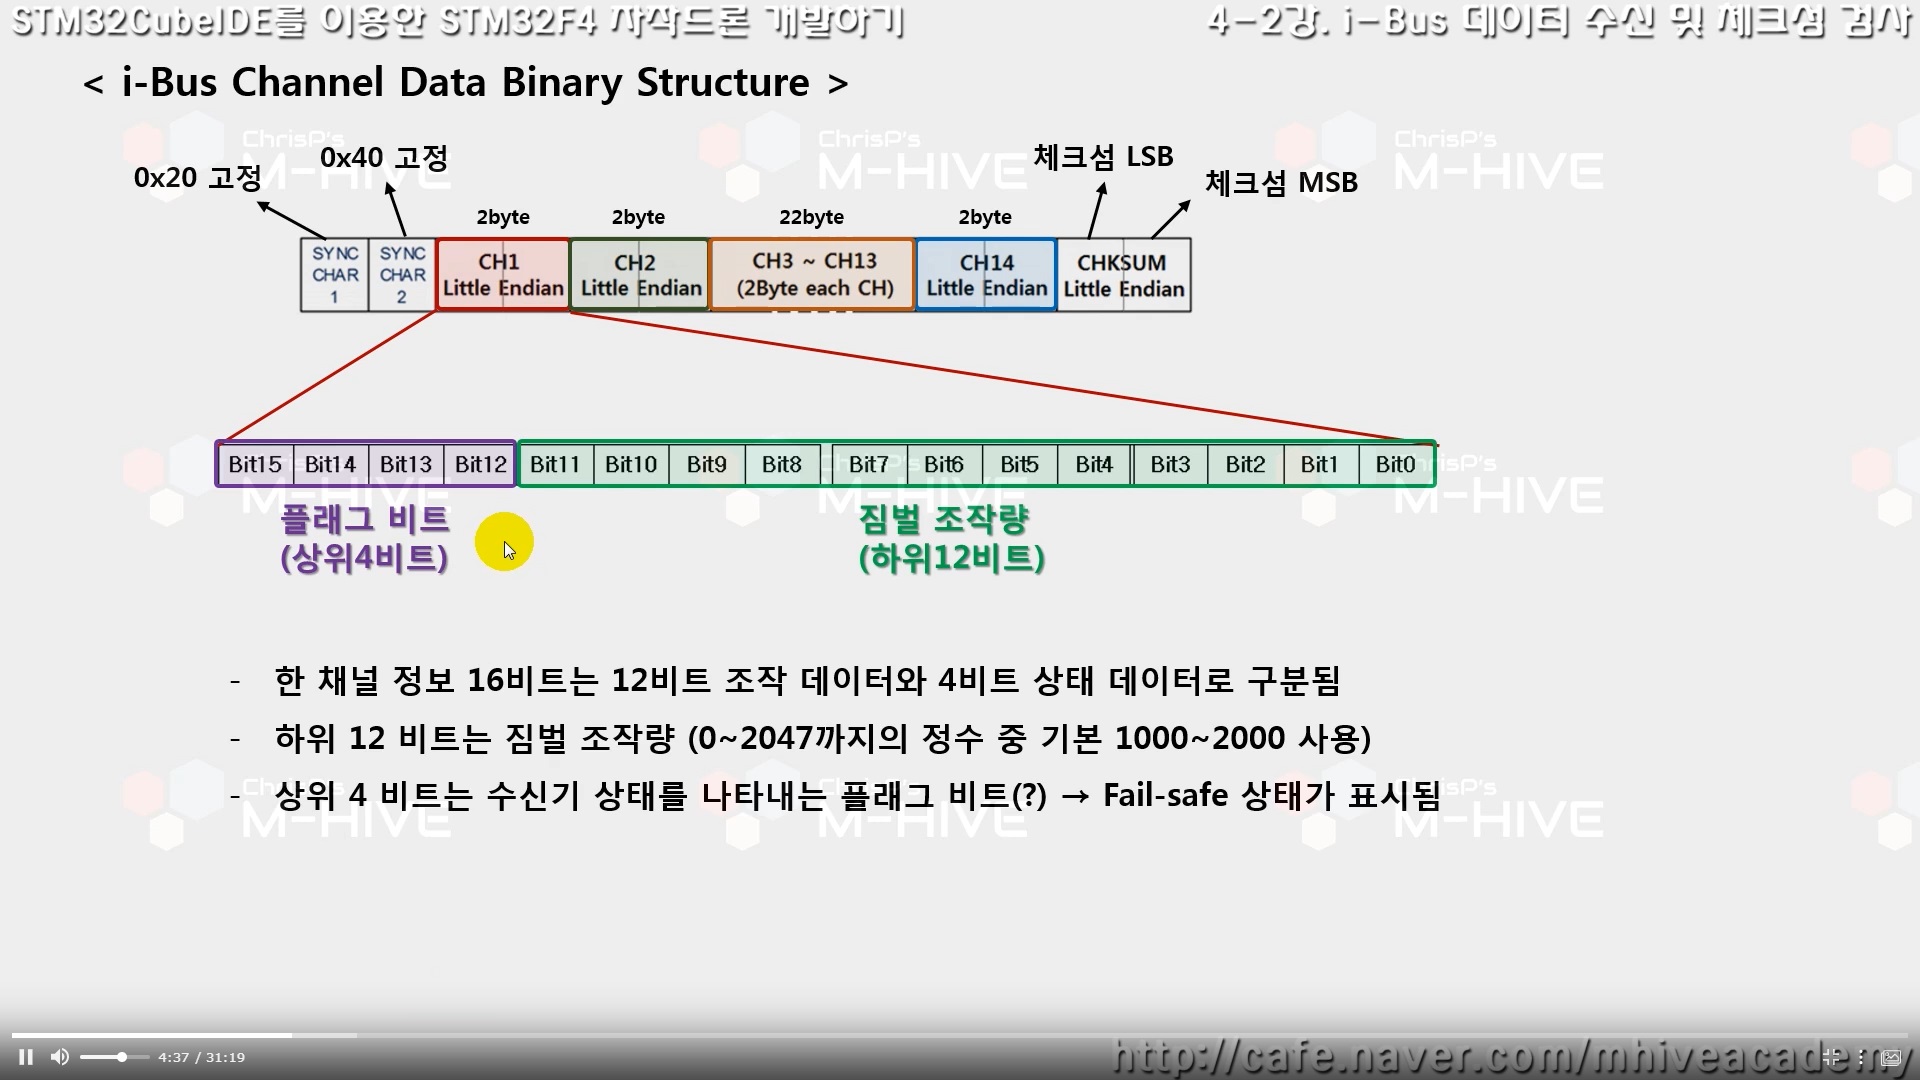 STM32CubeIDE를 이용한 STM32F4 자작드론 개발하기
4-2강. i-Bus 데이터 수신 및 체크섬 검사
< i-Bus Channel Data Binary Structure >
0x20 고정
0x40 고정
체크섬 LSB
체크섬 MSB
2byte 2byte 22byte 2byte
SYNC CHAR 1
SYNC CHAR 2
CH1
Little Endian
CH2
Little Endian
CH3 ~ CH13
(2Byte each CH)
CH14
Little Endian
CHKSUM
Little Endian
Bit15 Bit14 Bit13 Bit12 Bit11 Bit10 Bit9 Bit8 Bit7 Bit6 Bit5 Bit4 Bit3 Bit2 Bit1 Bit0
플래그 비트
(상위4비트)
짐벌 조작량
(하위12비트)
- 한 채널 정보 16비트는 12비트 조작 데이터와 4비트 상태 데이터로 구분됨
- 하위 12 비트는 짐벌 조작량 (0~2047까지의 정수 중 기본 1000~2000 사용)
- 상위 4 비트는 수신기 상태를 나타내는 플래그 비트(?) → Fail-safe 상태가 표시됨
ChrisP's
M-HIVE
4:37 / 31:19
http://cafe.naver.com/mhiveacademy